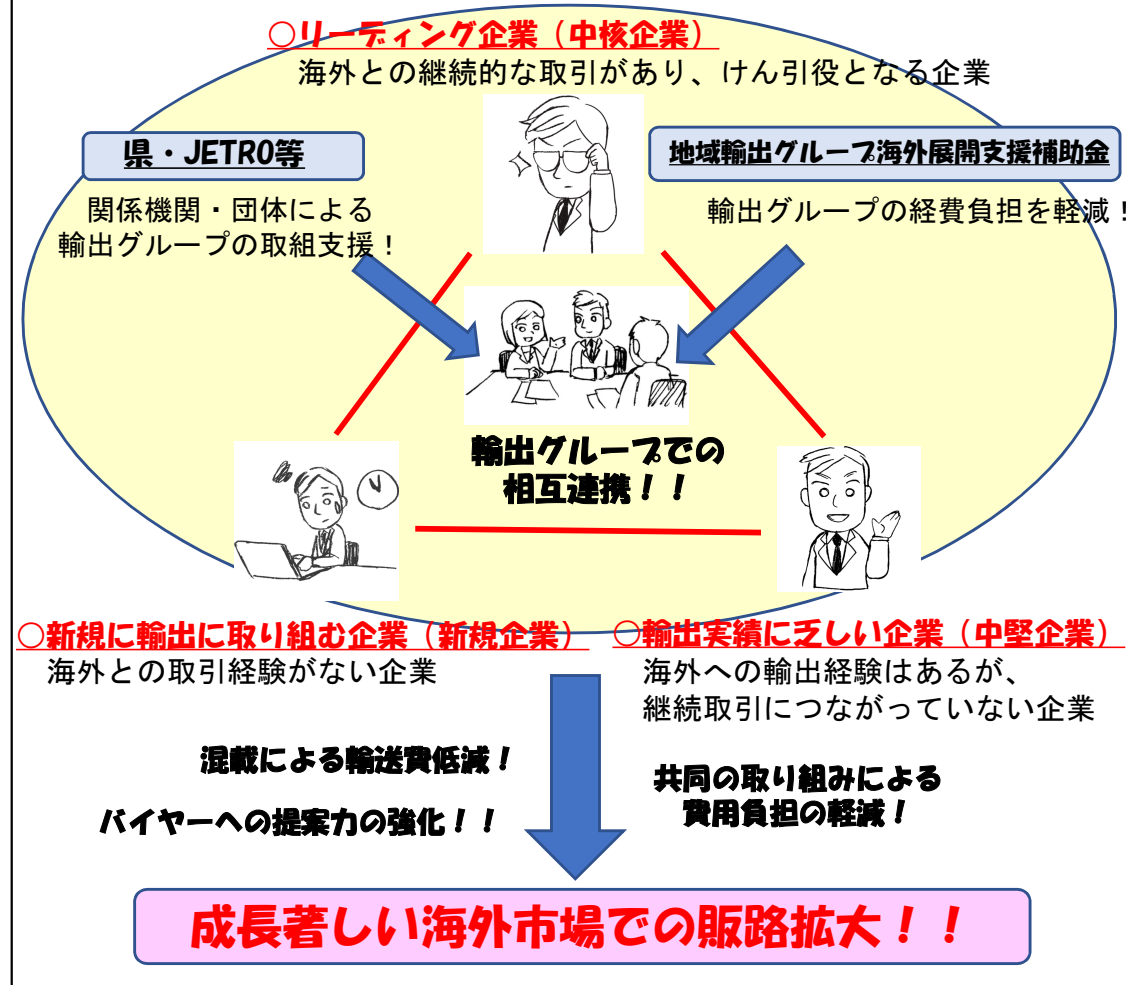 ○リーディング企業（中核企業）
海外との継続的な取引があり、けん引役となる企業
県・JETRO等
関係機関・団体による
輸出グループの取組支援！
地域輸出グループ海外展開支援補助金
輸出グループの経費負担を軽減！
輸出グループでの
相互連携！！
○新規に輸出に取り組む企業（新規企業）
海外との取引経験がない企業
○輸出実績に乏しい企業（中堅企業）
海外への輸出経験はあるが、
継続取引につながっていない企業
混載による輸送費低減！
バイヤーへの提案力の強化！！
共同の取り組みによる
費用負担の軽減！
成長著しい海外市場での販路拡大！！